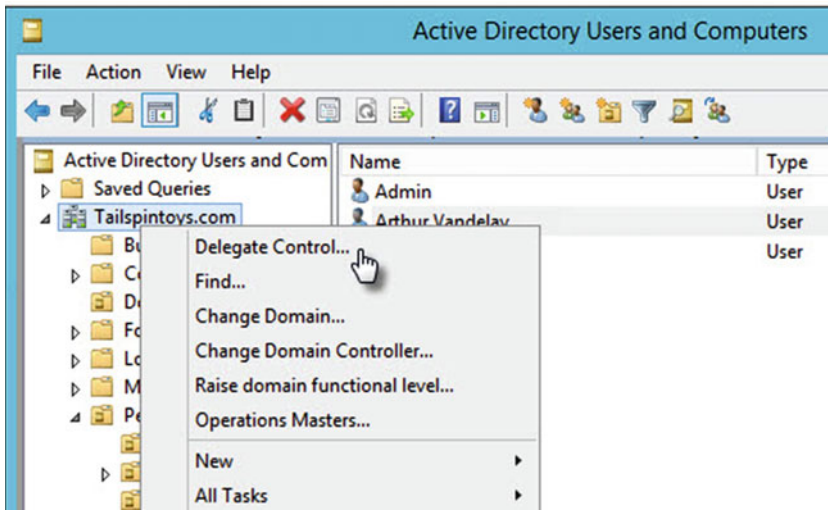 Active Directory Users and Computers
File Action View Help
Active Directory Users and Com
Saved Queries
Tailspintoys.com
Name Type
Admin User
Arthur Vandelay User
User
Delegate Control...
Find...
Change Domain...
Change Domain Controller...
Raise domain functional level...
Operations Masters...
New
All Tasks